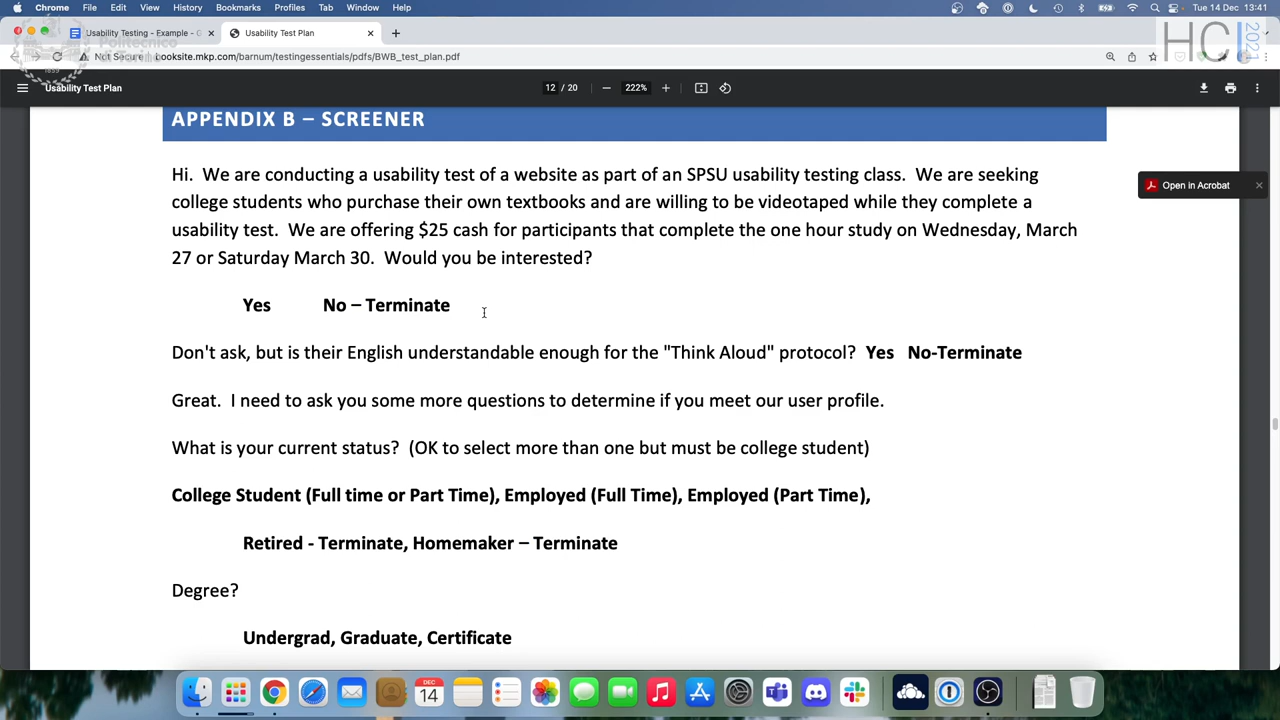 Chrome File Edit View History Bookmarks Profiles Tab Window Help Tue 14 Dec 13:41
Usability Testing - Example - G Usability Test Plan
Politecnico
1859
Not Secure booksite.mkp.com/barnum/testingessentials/pdfs/BWB_test_plan.pdf
HCI 2021
Usability Test Plan 12 / 20 222%
APPENDIX B – SCREENER
Open in Acrobat
Hi. We are conducting a usability test of a website as part of an SPSU usability testing class. We are seeking
college students who purchase their own textbooks and are willing to be videotaped while they complete a
usability test. We are offering $25 cash for participants that complete the one hour study on Wednesday, March
27 or Saturday March 30. Would you be interested?
Yes No – Terminate
Don't ask, but is their English understandable enough for the "Think Aloud" protocol? Yes No-Terminate
Great. I need to ask you some more questions to determine if you meet our user profile.
What is your current status? (OK to select more than one but must be college student)
College Student (Full time or Part Time), Employed (Full Time), Employed (Part Time),
Retired - Terminate, Homemaker – Terminate
Degree?
Undergrad, Graduate, Certificate
DEC
14